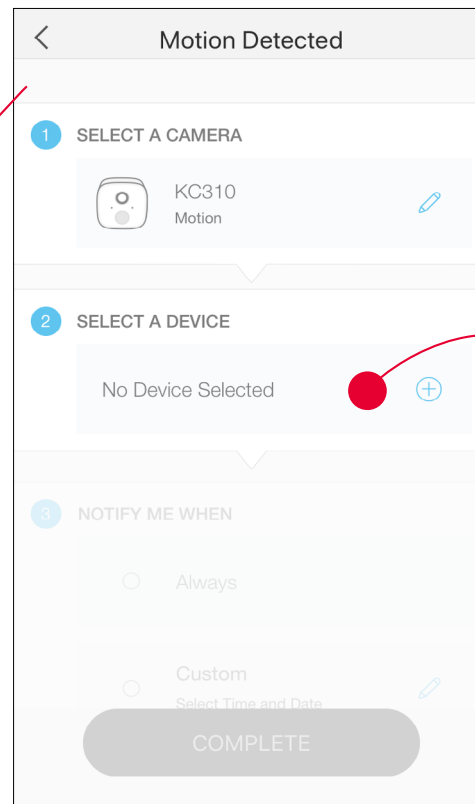 Motion Detected
1 SELECT A CAMERA
KC310
Motion
2 SELECT A DEVICE
No Device Selected
3 NOTIFY ME WHEN
Always
Custom
Select Time and Date
COMPLETE